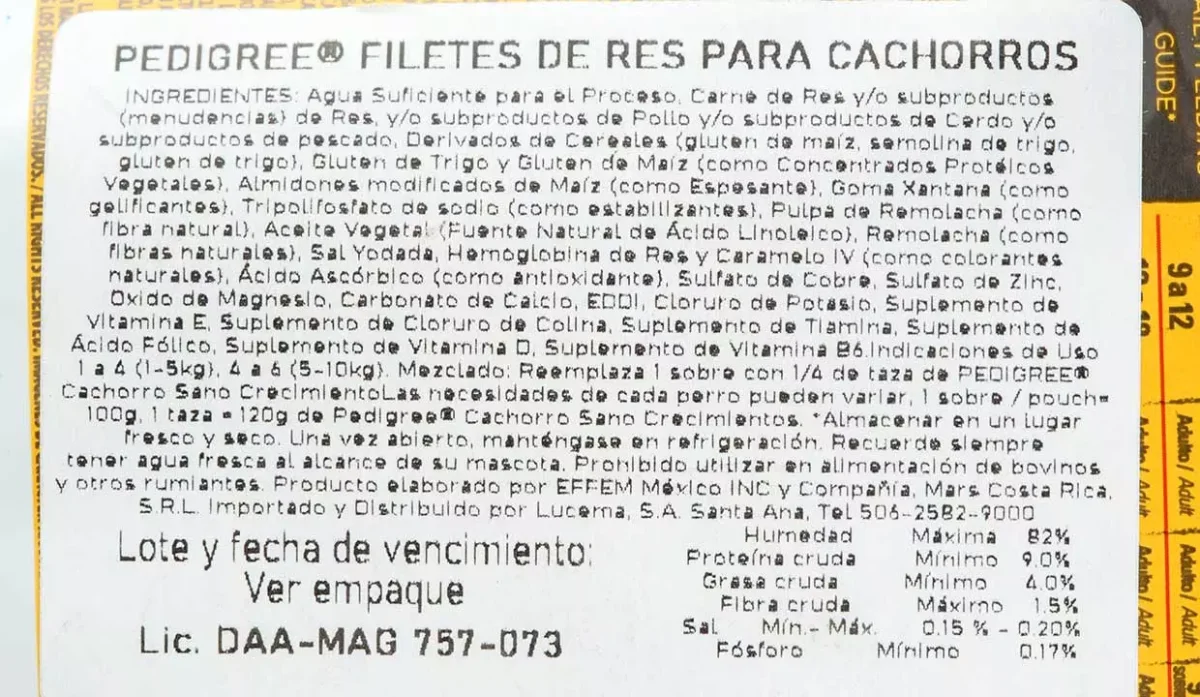 PEDIGREE® FILETES DE RES PARA CACHORROS
INGREDIENTES: Agua Suficiente para el Proceso, Carne de Res y/o subproductos
(menudencias) de Res, y/o subproductos de Pollo y/o subproductos de Cerdo y/o
subproductos de pescado, Derivados de Cereales (gluten de maíz, semolina de trigo,
gluten de trigo), Gluten de Trigo y Gluten de Maíz (como Concentrados Protéicos
Vegetales), Almidones modificados de Maíz (como Espesante), Goma Xantana (como
gelificantes), Tripolifosfato de sodio (como estabilizantes), Pulpa de Remolacha (como
fibra natural), Aceite Vegetal (Fuente Natural de Ácido Linoleico), Remolacha (como
fibras naturales), Sal Yodada, Hemoglobina de Res y Caramelo IV (como colorantes
naturales), Ácido Ascórbico (como antioxidante), Sulfato de Cobre, Sulfato de Zinc,
Oxido de Magnesio, Carbonato de Calcio, EDDI, Cloruro de Potasio, Suplemento de
Vitamina E, Suplemento de Cloruro de Colina, Suplemento de Tiamina, Suplemento de
Ácido Fólico, Suplemento de Vitamina D, Suplemento de Vitamina B6.Indicaciones de Uso
1 a 4 (1-5kg), 4 a 6 (5-10kg). Mezclado: Reemplaza 1 sobre con 1/4 de taza de PEDIGREE®
Cachorro Sano CrecimientoLas necesidades de cada perro pueden variar, 1 sobre / pouch=
100g, 1 taza = 120g de Pedigree® Cachorro Sano Crecimientos. *Almacenar en un lugar
fresco y seco. Una vez abierto, manténgase en refrigeración. Recuerde siempre
tener agua fresca al alcance de su mascota. Prohibido utilizar en alimentación de bovinos
y otros rumiantes. Producto elaborado por EFFEM México INC y Compañía, Mars Costa Rica,
S.R.L. Importado y Distribuido por Lucema, S.A. Santa Ana, Tel 506-2582-9000
Lote y fecha de vencimiento:
Ver empaque
Lic. DAA-MAG 757-073
Humedad Máxima 82%
Proteína cruda Mínimo 9.0%
Grasa cruda Mínimo 4.0%
Fibra cruda Máximo 1.5%
Sal Mín.- Máx. 0.15 % - 0.20%
Fósforo Mínimo 0.17%
GUIDE*
9 a 12
Adulto / Adult
Adulto / Adult